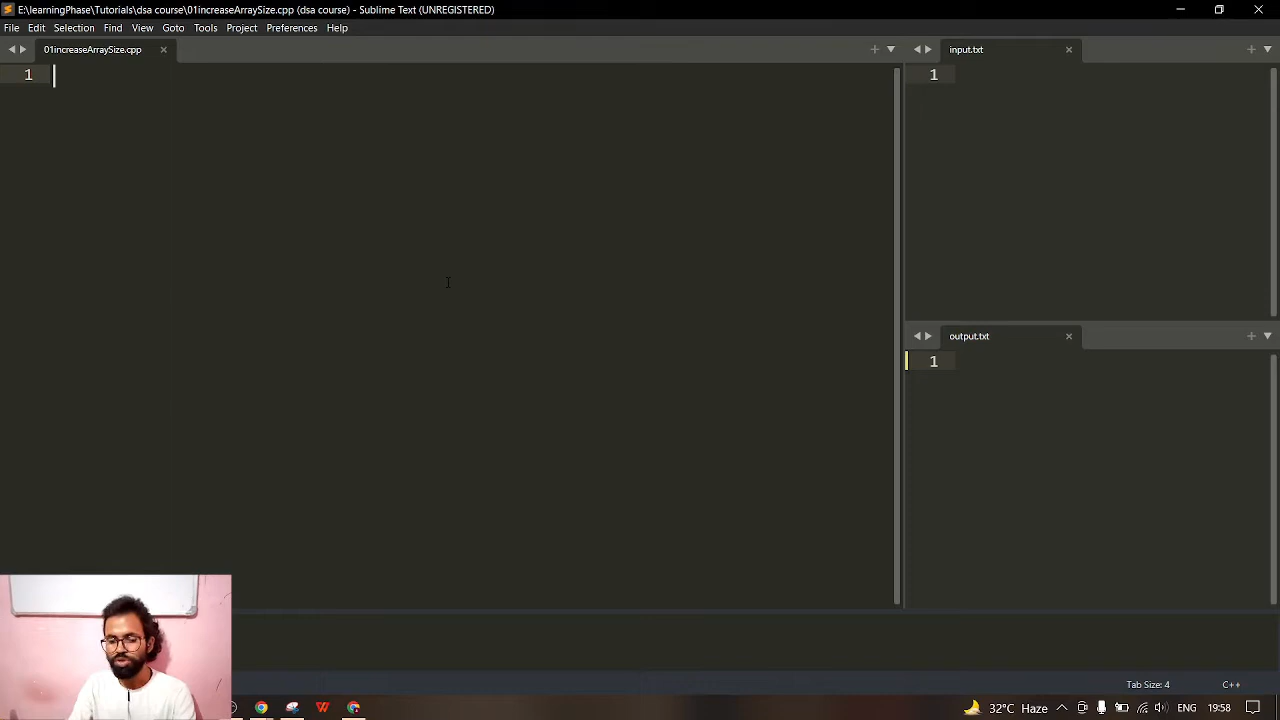 E:\learningPhase\Tutorials\dsa course\01increaseArraySize.cpp (dsa course) - Sublime Text (UNREGISTERED)
File Edit Selection Find View Goto Tools Project Preferences Help
01increaseArraySize.cpp
input.txt
1
1
output.txt
1
Tab Size: 4 C++
32°C Haze ENG 19:58